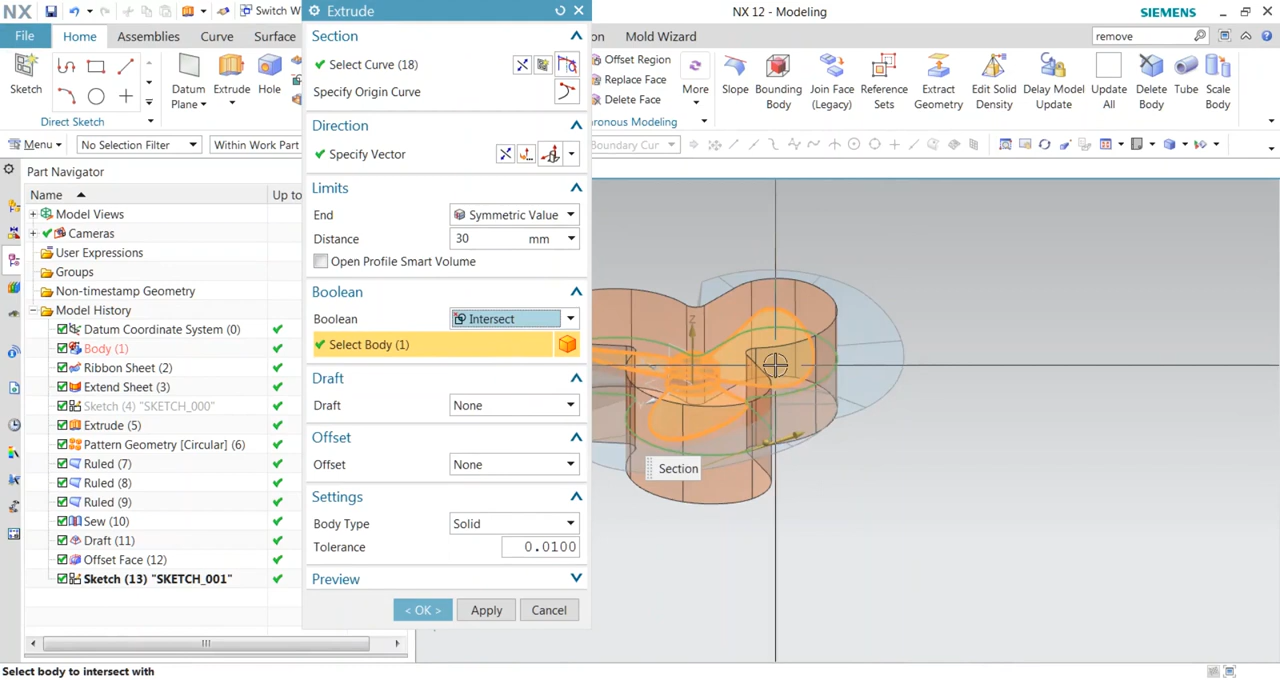 NX
Switch W
Extrude
NX 12 - Modeling
SIEMENS
File
Home
Assemblies
Curve
Surface
on
Mold Wizard
remove
Sketch
Direct Sketch
Datum
Plane
Extrude
Hole
Offset Region
Replace Face
Delete Face
More
onous Modeling
Slope
Bounding
Body
Join Face
(Legacy)
Reference
Sets
Extract
Geometry
Edit Solid
Density
Delay Model
Update
Update
All
Delete
Body
Tube
Scale
Body
Menu
No Selection Filter
Within Work Part
Boundary Cur
Part Navigator
Name
Up to
Model Views
Cameras
User Expressions
Groups
Non-timestamp Geometry
Model History
Datum Coordinate System (0)
Body (1)
Ribbon Sheet (2)
Extend Sheet (3)
Sketch (4) "SKETCH_000"
Extrude (5)
Pattern Geometry [Circular] (6)
Ruled (7)
Ruled (8)
Ruled (9)
Sew (10)
Draft (11)
Offset Face (12)
Sketch (13) "SKETCH_001"
Section
Select Curve (18)
Specify Origin Curve
Direction
Specify Vector
Limits
End
Symmetric Value
Distance
30 mm
Open Profile Smart Volume
Boolean
Boolean
Intersect
Select Body (1)
Draft
Draft
None
Offset
Offset
None
Settings
Body Type
Solid
Tolerance
0.0100
Preview
< OK >
Apply
Cancel
Z
Section
Select body to intersect with